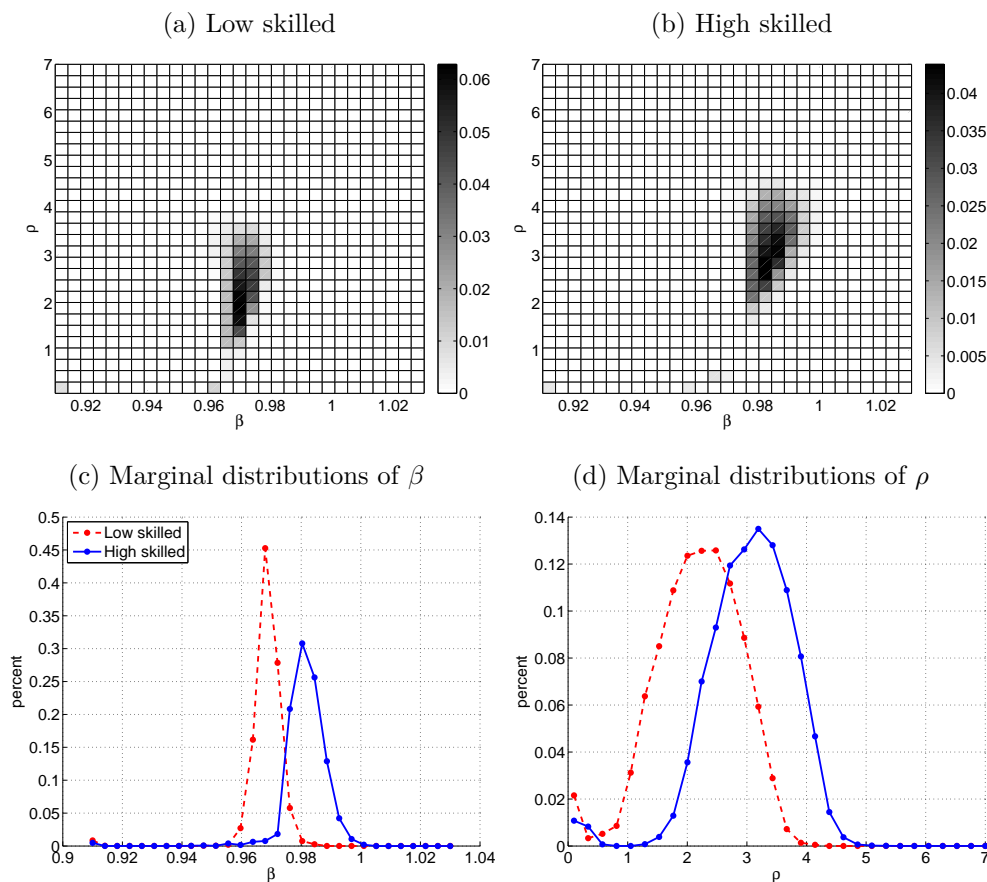 (a) Low skilled
(b) High skilled
7
6
5
4
3
2
1
ρ
0.92 0.94 0.96 0.98 1 1.02
β
0.06
0.05
0.04
0.03
0.02
0.01
0
7
6
5
4
3
2
1
ρ
0.92 0.94 0.96 0.98 1 1.02
β
0.04
0.035
0.03
0.025
0.02
0.015
0.01
0.005
0
(c) Marginal distributions of β
(d) Marginal distributions of ρ
0.5
0.45
0.4
0.35
0.3
0.25
0.2
0.15
0.1
0.05
0
percent
Low skilled
High skilled
0.9 0.92 0.94 0.96 0.98 1 1.02 1.04
β
0.14
0.12
0.1
0.08
0.06
0.04
0.02
0
percent
0 1 2 3 4 5 6 7
ρ